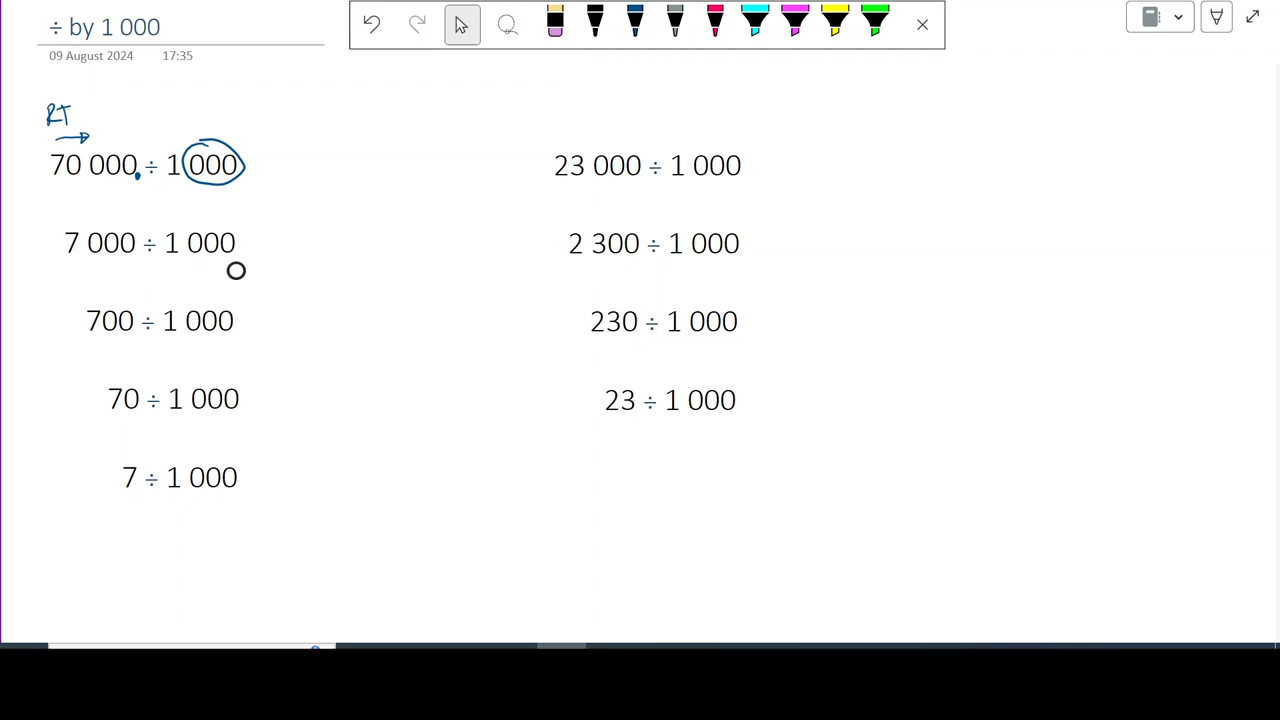 ÷ by 1 000
09 August 2024 17:35
RT
70 000 ÷ 1 000
7 000 ÷ 1 000
700 ÷ 1 000
70 ÷ 1 000
7 ÷ 1 000
23 000 ÷ 1 000
2 300 ÷ 1 000
230 ÷ 1 000
23 ÷ 1 000